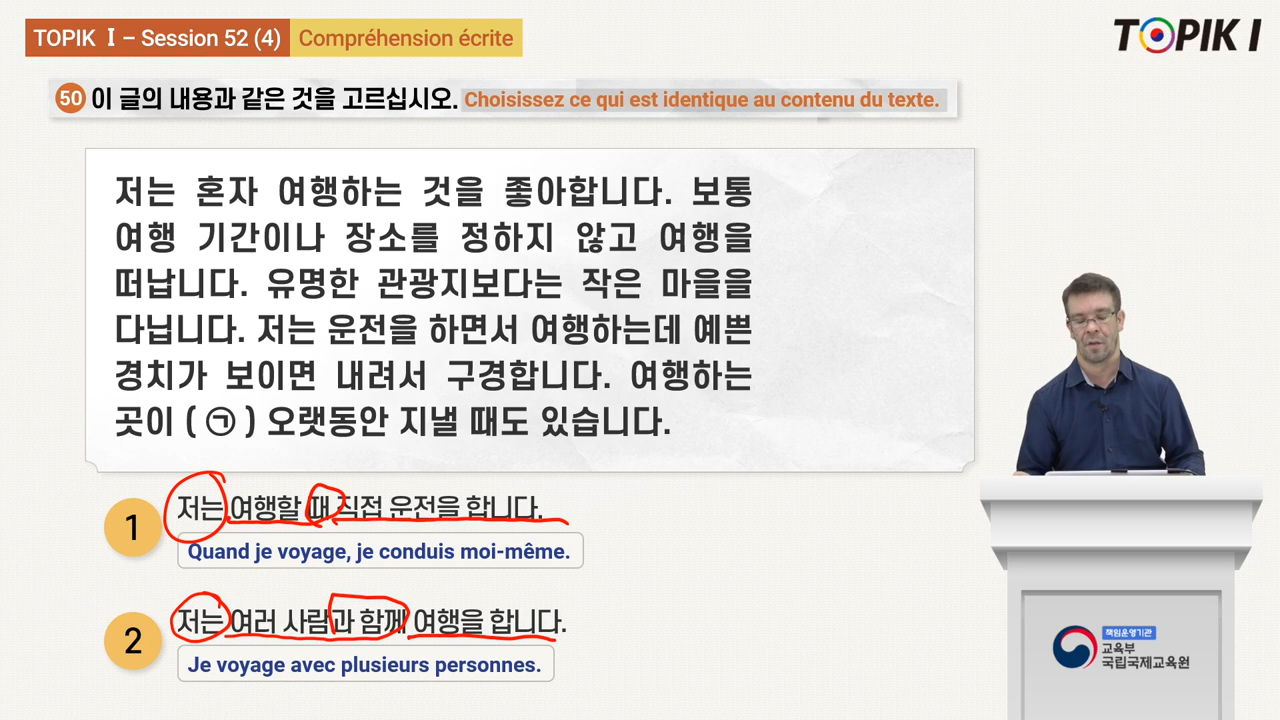 TOPIK I – Session 52 (4) Compréhension écrite
TOPIK I
50 이 글의 내용과 같은 것을 고르십시오. Choisissez ce qui est identique au contenu du texte.
저는 혼자 여행하는 것을 좋아합니다. 보통
여행 기간이나 장소를 정하지 않고 여행을
떠납니다. 유명한 관광지보다는 작은 마을을
다닙니다. 저는 운전을 하면서 여행하는데 예쁜
경치가 보이면 내려서 구경합니다. 여행하는
곳이 ( ㉠ ) 오랫동안 지낼 때도 있습니다.
1 저는 여행할 때 직접 운전을 합니다.
Quand je voyage, je conduis moi-même.
2 저는 여러 사람과 함께 여행을 합니다.
Je voyage avec plusieurs personnes.
책임운영기관
교육부
국립국제교육원